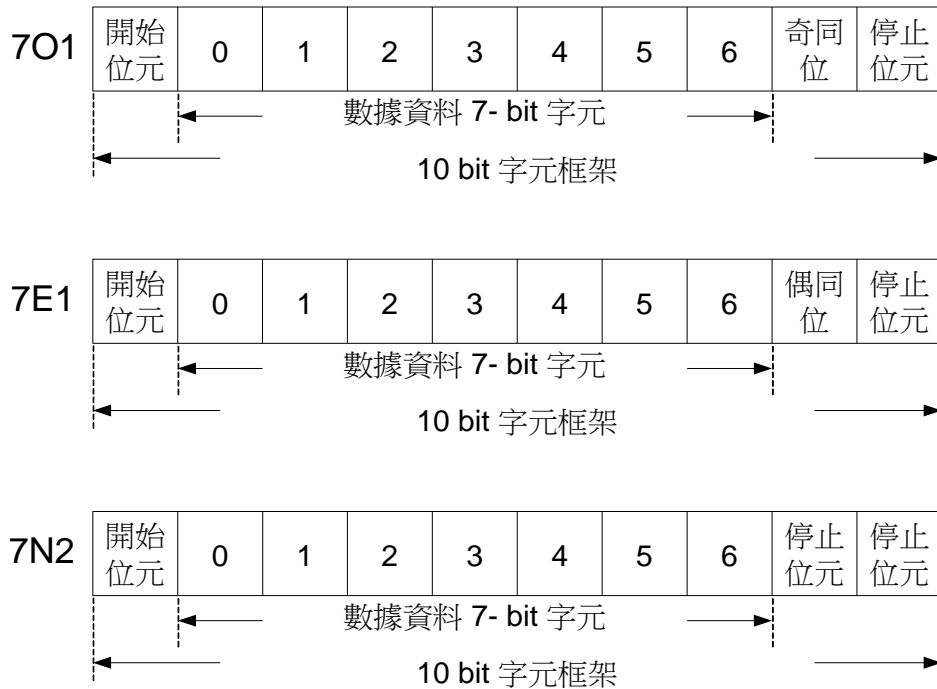 7O1 開始位元 0 1 2 3 4 5 6 奇同位 停止位元
數據資料 7- bit 字元
10 bit 字元框架
7E1 開始位元 0 1 2 3 4 5 6 偶同位 停止位元
數據資料 7- bit 字元
10 bit 字元框架
7N2 開始位元 0 1 2 3 4 5 6 停止位元 停止位元
數據資料 7- bit 字元
10 bit 字元框架